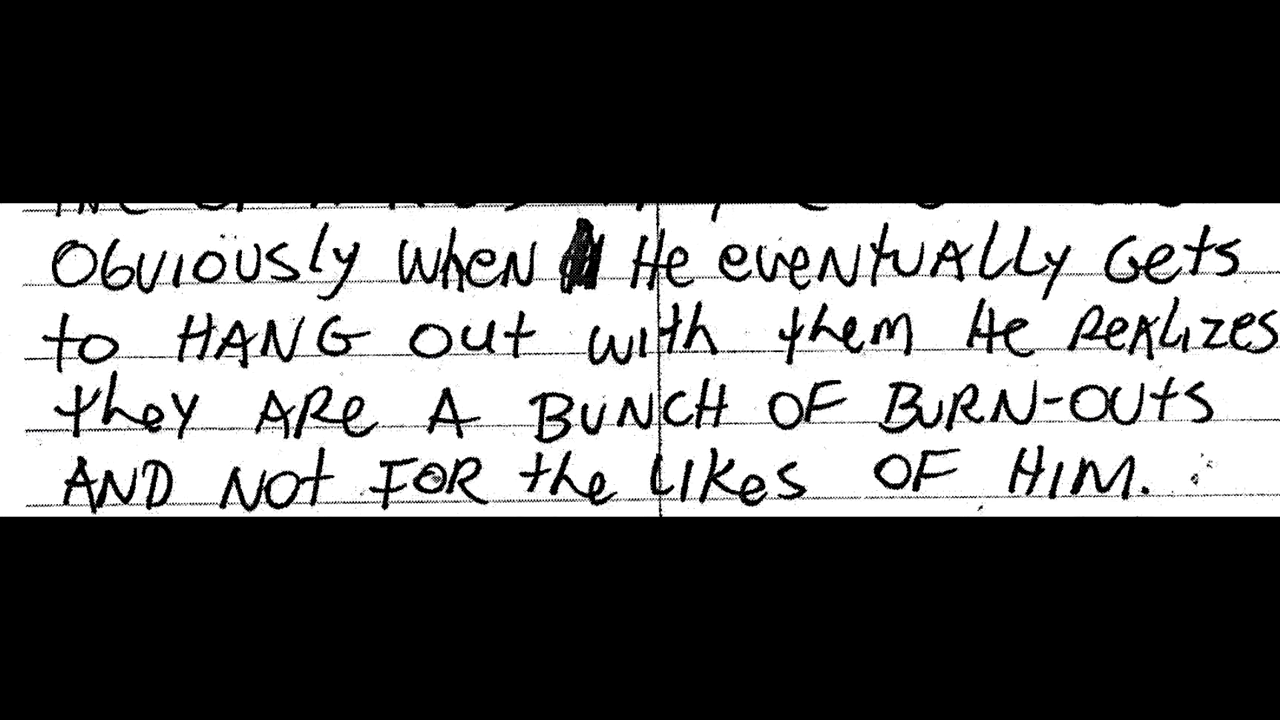 OBVIOUSly wheN He eveNtUALLy Gets
to HANG Out with them He ReALizes
they ARe A BUNCH OF BURN-OUts
AND NOt FOR the LIKes OF HIM.